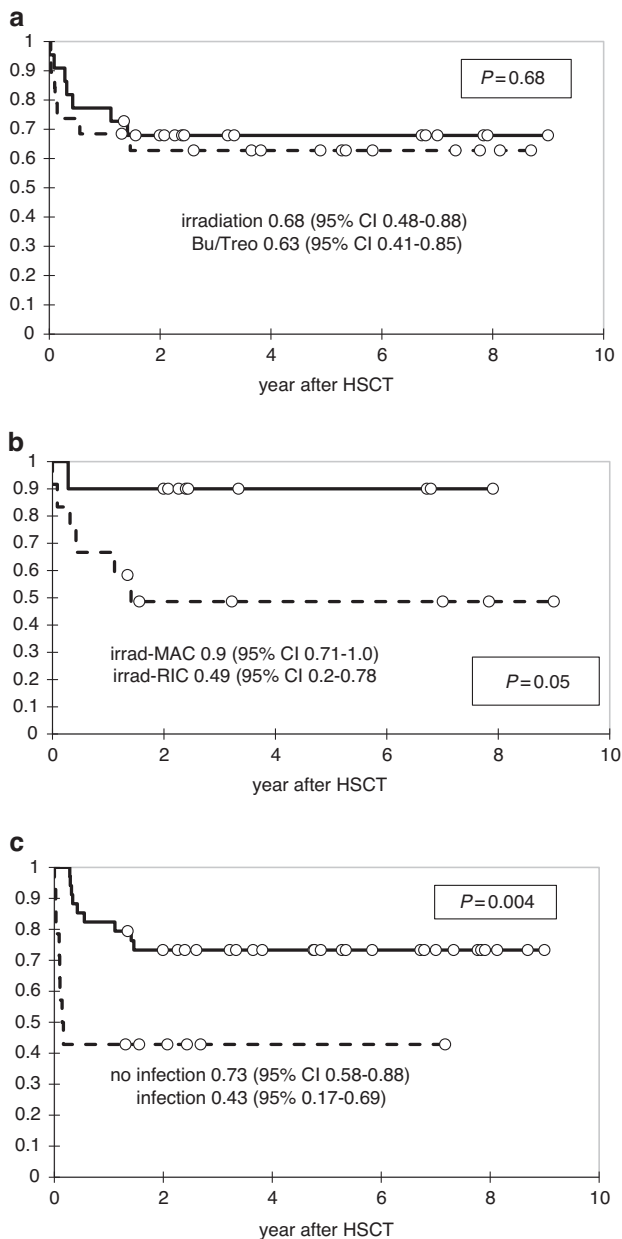 a
1
0.9
0.8
0.7
0.6
0.5
0.4
0.3
0.2
0.1
0
P=0.68
irradiation 0.68 (95% CI 0.48-0.88)
Bu/Treo 0.63 (95% CI 0.41-0.85)
0 2 4 6 8 10
year after HSCT
b
1
0.9
0.8
0.7
0.6
0.5
0.4
0.3
0.2
0.1
0
irrad-MAC 0.9 (95% CI 0.71-1.0)
irrad-RIC 0.49 (95% CI 0.2-0.78
P=0.05
0 2 4 6 8 10
year after HSCT
c
1
0.9
0.8
0.7
0.6
0.5
0.4
0.3
0.2
0.1
0
P=0.004
no infection 0.73 (95% CI 0.58-0.88)
infection 0.43 (95% 0.17-0.69)
0 2 4 6 8 10
year after HSCT